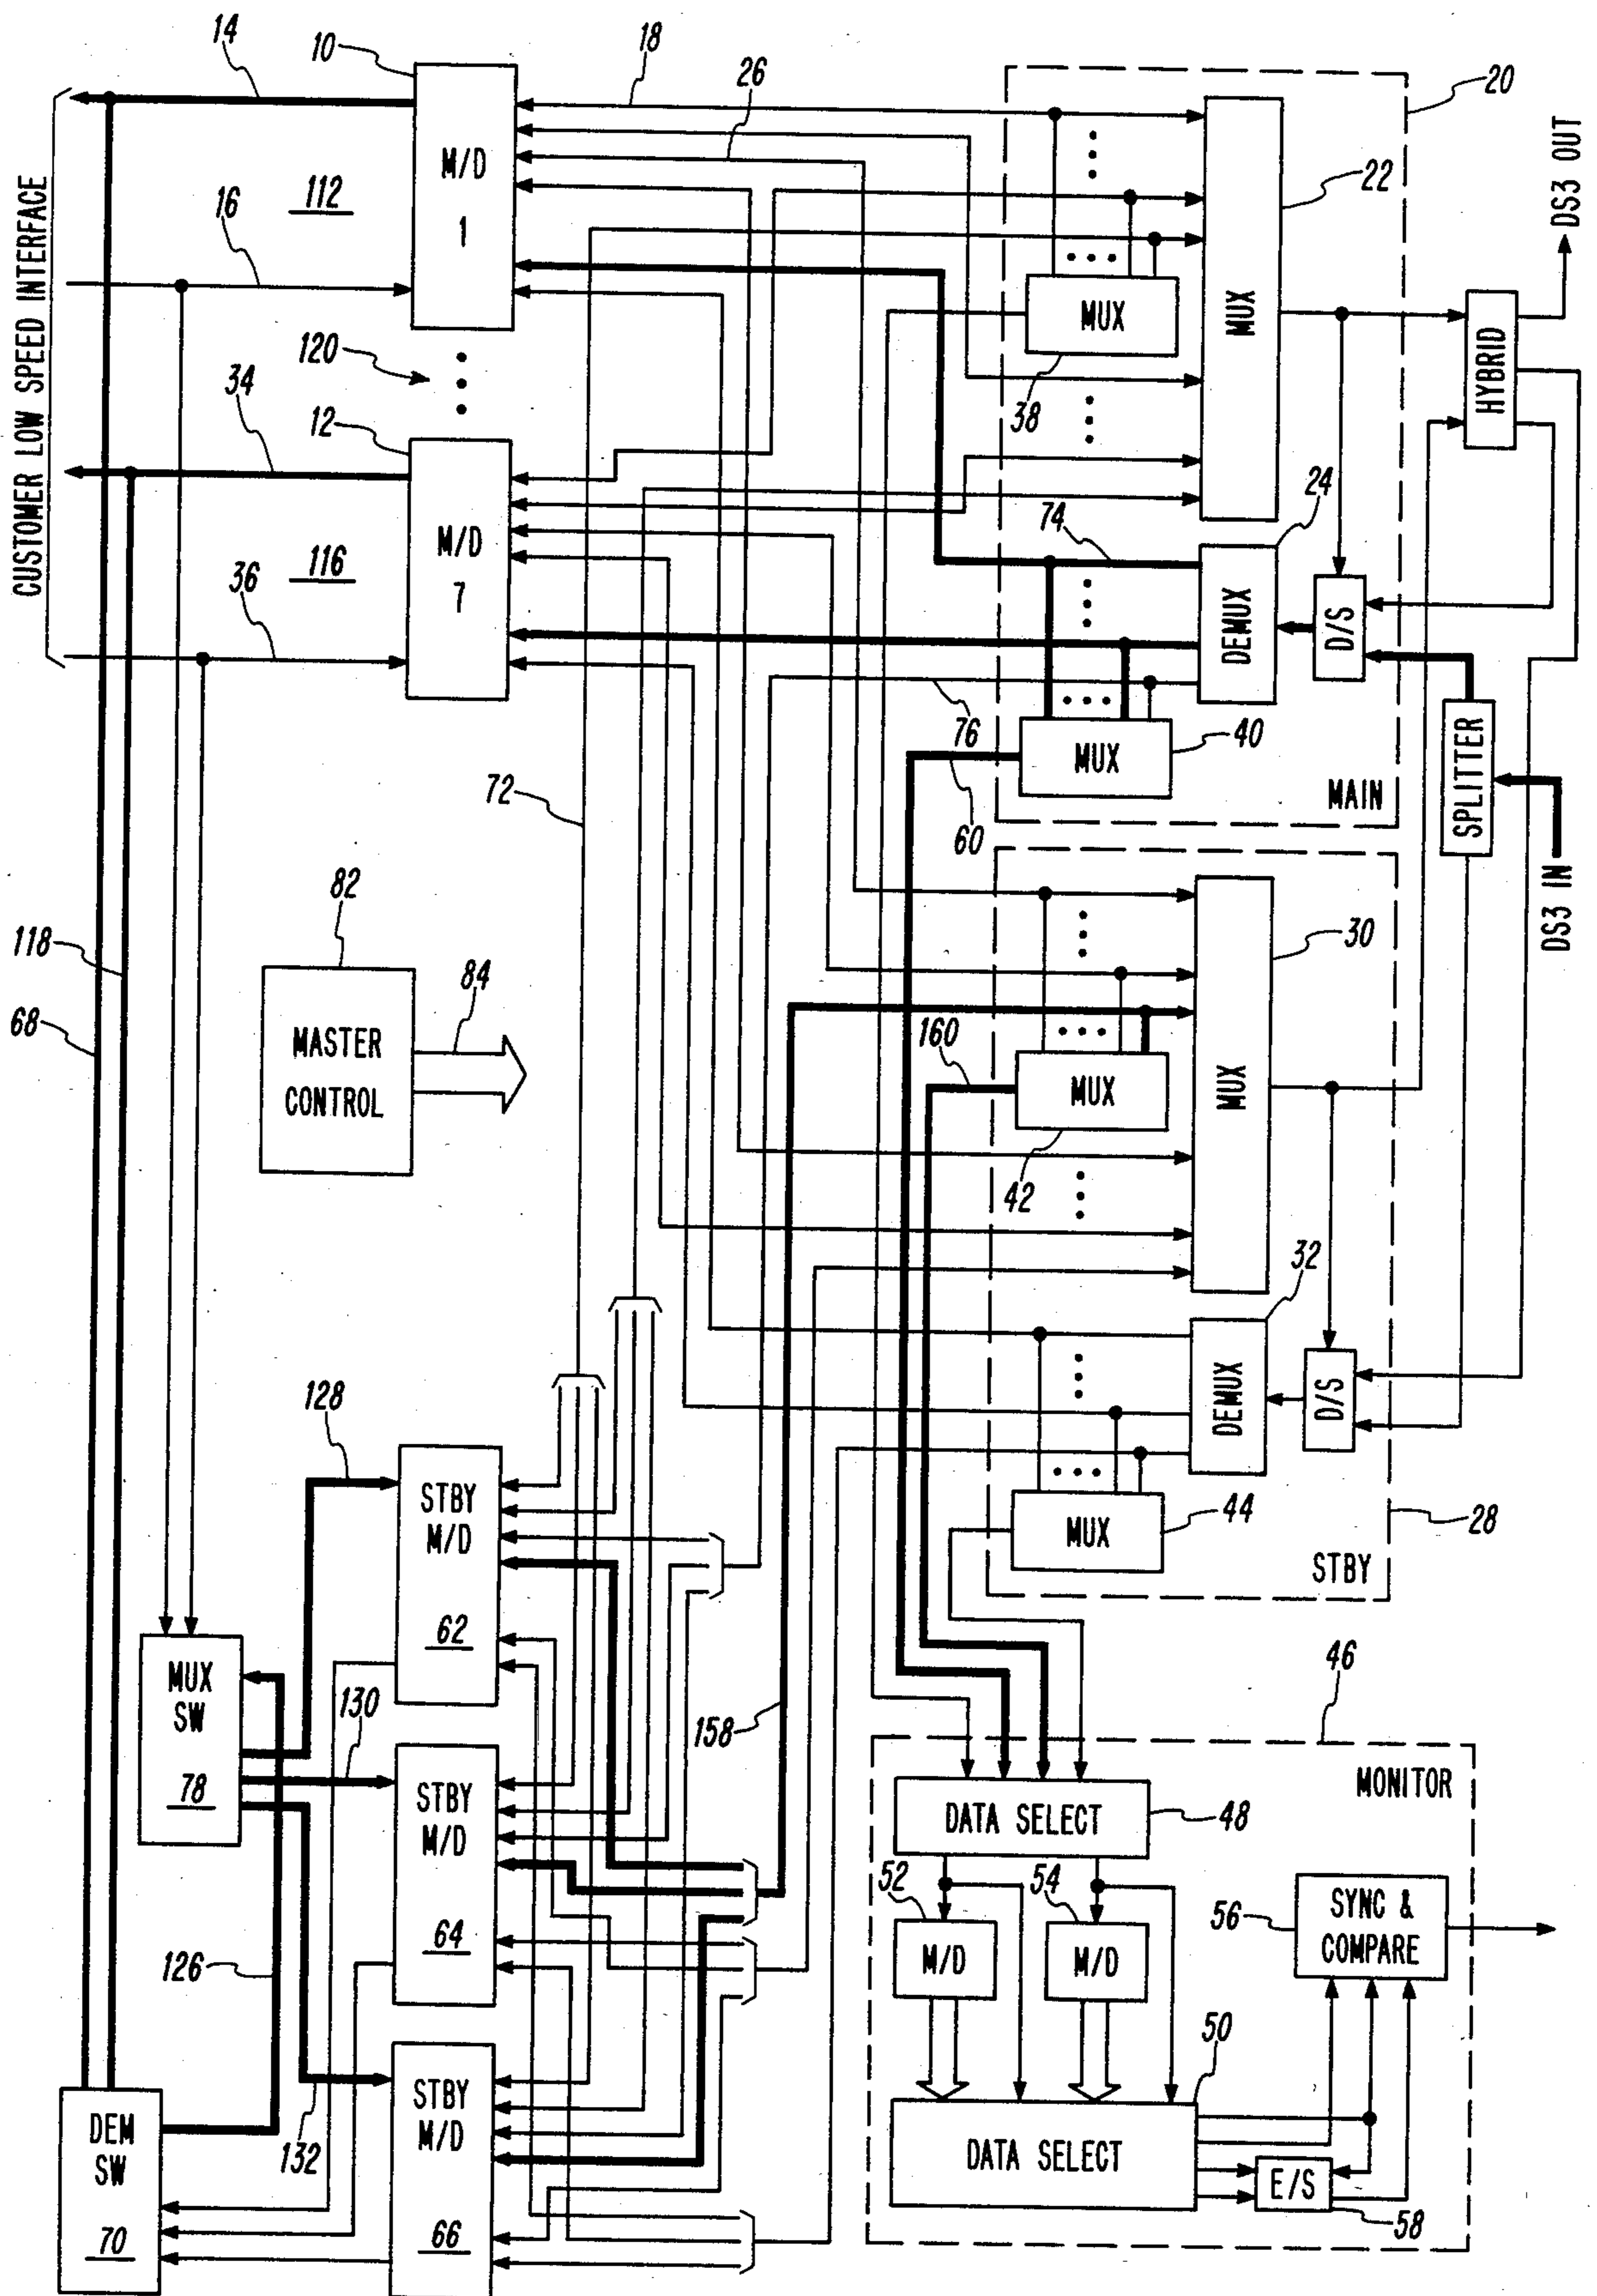 14
10
18
26
20
DS3 OUT
CUSTOMER LOW SPEED INTERFACE
M/D
1
112
16
22
MUX
MUX
38
HYBRID
120
34
12
M/D
7
116
36
74
24
DEMUX
D/S
76
MUX
40
MAIN
60
SPLITTER
DS3 IN
72
82
118
68
84
MASTER
CONTROL
30
160
MUX
MUX
42
32
DEMUX
D/S
128
STBY
M/D
62
MUX
44
28
STBY
MUX
SW
78
130
158
46
MONITOR
STBY
M/D
64
DATA SELECT
48
52
54
M/D
M/D
56
SYNC &
COMPARE
126
50
DATA SELECT
E/S
58
132
STBY
M/D
66
DEM
SW
70